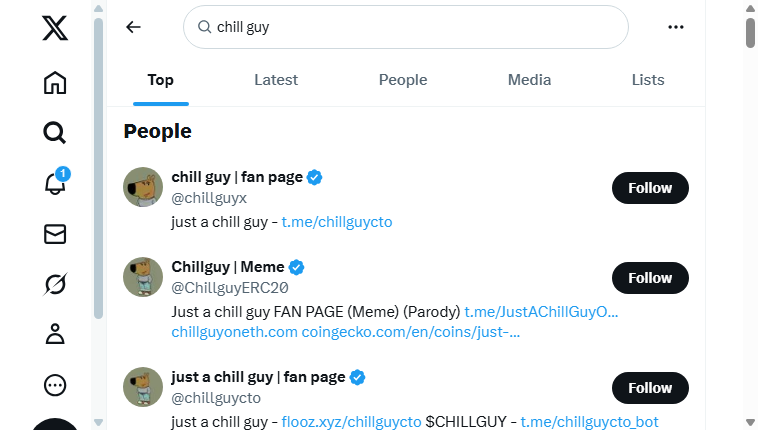 chill guy
Top Latest People Media Lists
People
1
chill guy | fan page
@chillguyx
Follow
just a chill guy - t.me/chillguycto
Chillguy | Meme
@ChillguyERC20
Follow
Just a chill guy FAN PAGE (Meme) (Parody) t.me/JustAChillGuyO...
chillguyoneth.com coingecko.com/en/coins/just-...
just a chill guy | fan page
@chillguycto
Follow
just a chill guy - flooz.xyz/chillguycto $CHILLGUY - t.me/chillguycto_bot